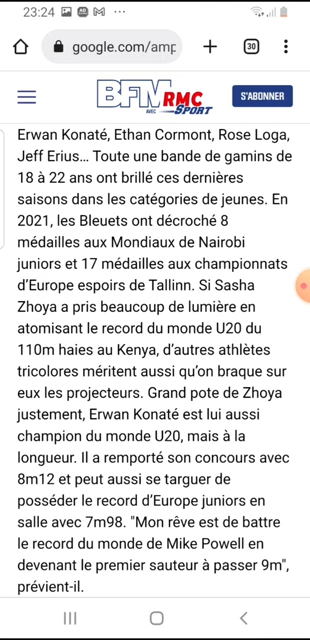 23:24
google.com/amp
30
BFM RMC
AVEC SPORT
S'ABONNER
Erwan Konaté, Ethan Cormont, Rose Loga,
Jeff Erius... Toute une bande de gamins de
18 à 22 ans ont brillé ces dernières
saisons dans les catégories de jeunes. En
2021, les Bleuets ont décroché 8
médailles aux Mondiaux de Nairobi
juniors et 17 médailles aux championnats
d'Europe espoirs de Tallinn. Si Sasha
Zhoya a pris beaucoup de lumière en
atomisant le record du monde U20 du
110m haies au Kenya, d'autres athlètes
tricolores méritent aussi qu'on braque sur
eux les projecteurs. Grand pote de Zhoya
justement, Erwan Konaté est lui aussi
champion du monde U20, mais à la
longueur. Il a remporté son concours avec
8m12 et peut aussi se targuer de
posséder le record d'Europe juniors en
salle avec 7m98. "Mon rêve est de battre
le record du monde de Mike Powell en
devenant le premier sauteur à passer 9m",
prévient-il.